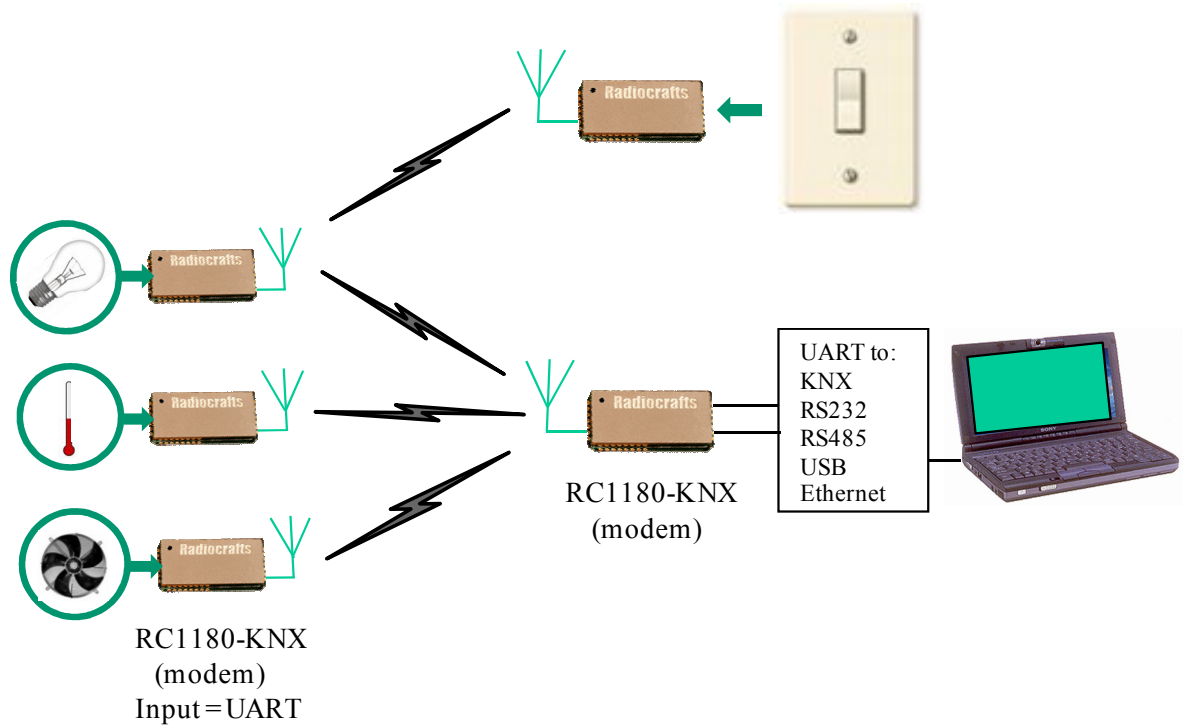 Radiocrafts
Radiocrafts
Radiocrafts
Radiocrafts
Radiocrafts
UART to:
KNX
RS232
RS485
USB
Ethernet
SONY
RC1180-KNX
(modem)
RC1180-KNX
(modem)
Input=UART